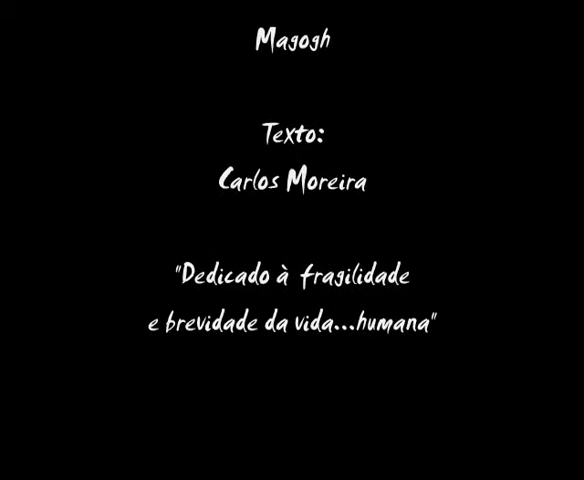 Magogh
Texto:
Carlos Moreira
"Dedicado à fragilidade
e brevidade da vida...humana"